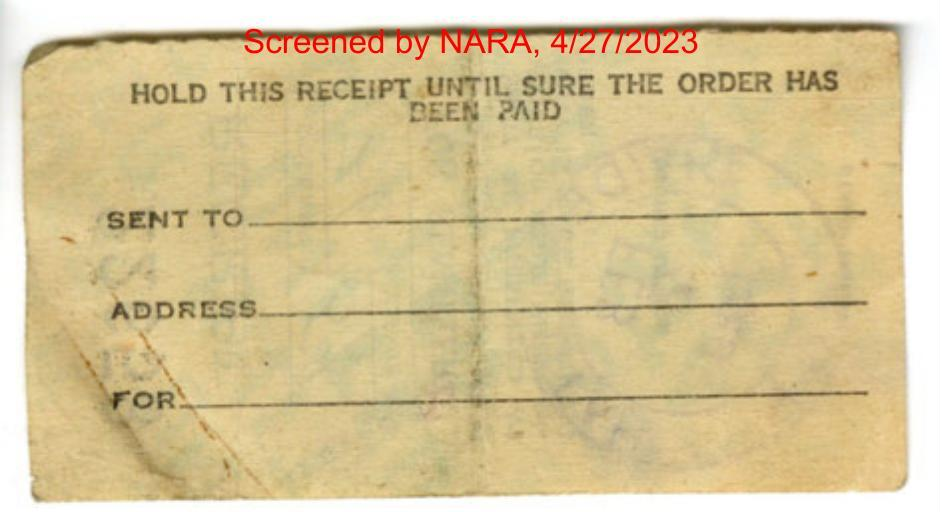 Screened by NARA, 4/27/2023
HOLD THIS RECEIPT UNTIL SURE THE ORDER HAS
BEEN PAID
SENT TO
ADDRESS
FOR